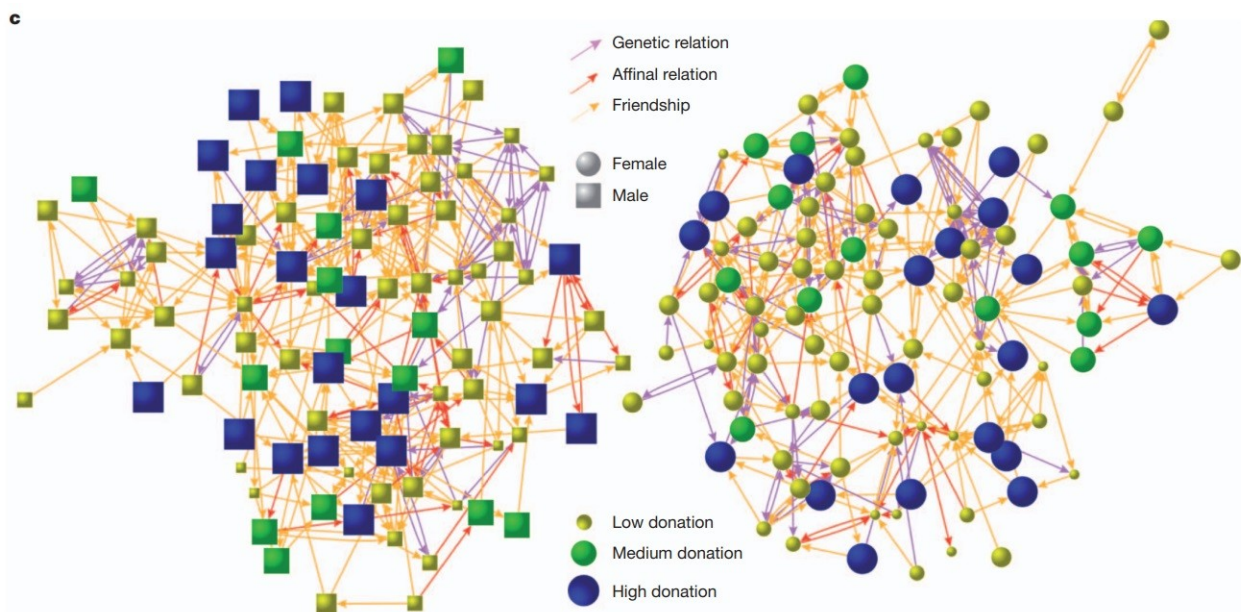 c
Genetic relation
Affinal relation
Friendship
Female
Male
Low donation
Medium donation
High donation